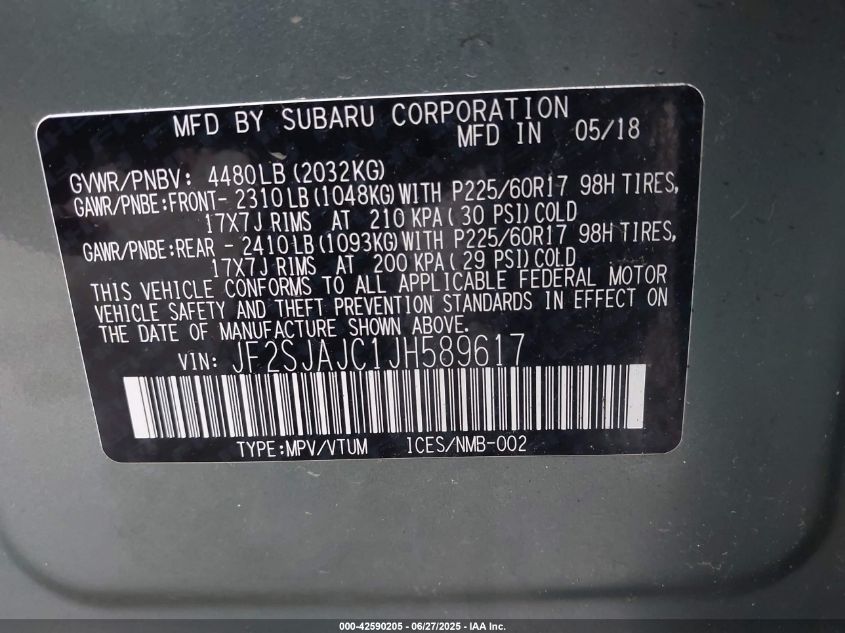 MFD BY SUBARU CORPORATION
MFD IN 05/18
GVWR/PNBV: 4480LB(2032KG)
GAWR/PNBE:FRONT- 2310LB(1048KG)WITH P225/60R17 98H TIRES,
17X7J RIMS AT 210 KPA( 30 PSI)COLD
GAWR/PNBE:REAR - 2410LB(1093KG)WITH P225/60R17 98H TIRES,
17X7J RIMS AT 200 KPA( 29 PSI)COLD
THIS VEHICLE CONFORMS TO ALL APPLICABLE FEDERAL MOTOR
VEHICLE SAFETY AND THEFT PREVENTION STANDARDS IN EFFECT ON
THE DATE OF MANUFACTURE SHOWN ABOVE.
VIN: JF2SJAJC1JH589617
TYPE:MPV/VTUM ICES/NMB-002
000-42590205 - 06/27/2025 - IAA Inc.